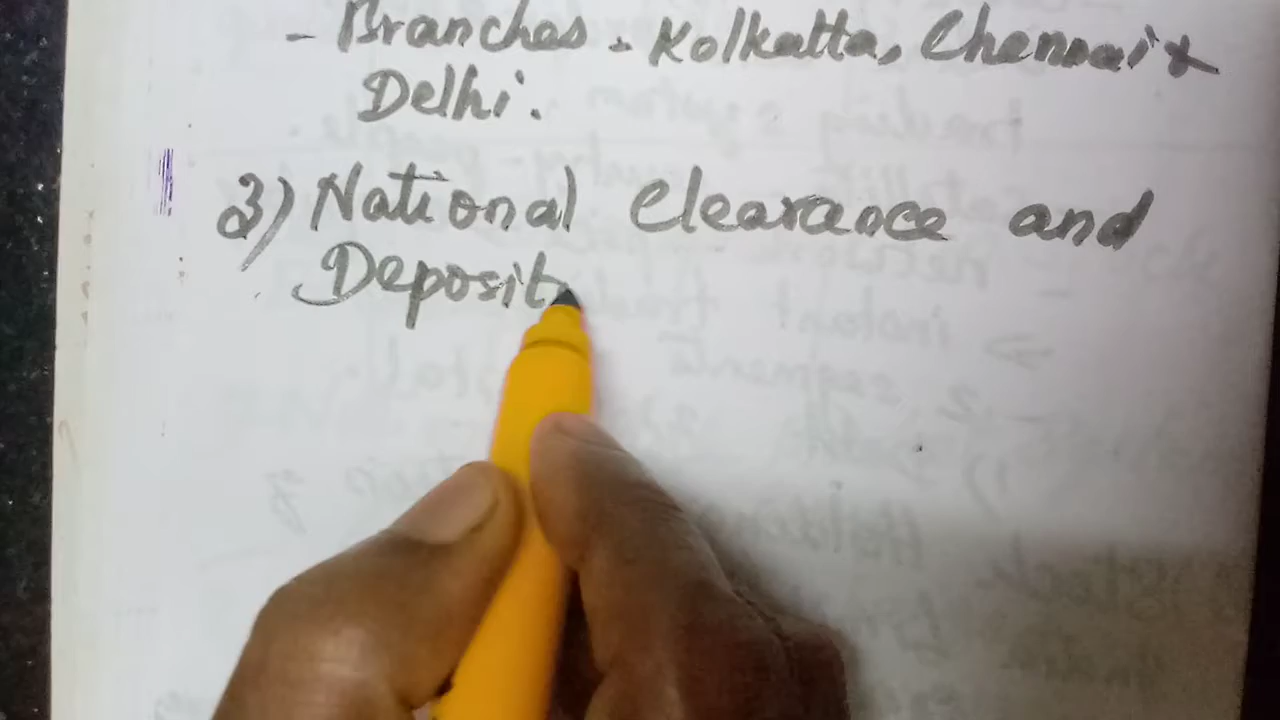 - Branches - Kolkatta, Chennai &
Delhi.
3) National Clearance and
Deposit